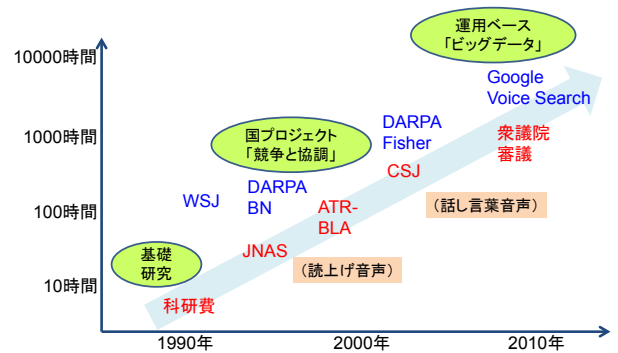 運用ベース
「ビッグデータ」
10000時間
Google
Voice Search
DARPA
Fisher
衆議院
審議
1000時間
国プロジェクト
「競争と協調」
CSJ
WSJ
DARPA
BN
ATR-
BLA
（話し言葉音声）
100時間
基礎
研究
JNAS
（読上げ音声）
10時間
科研費
1990年
2000年
2010年